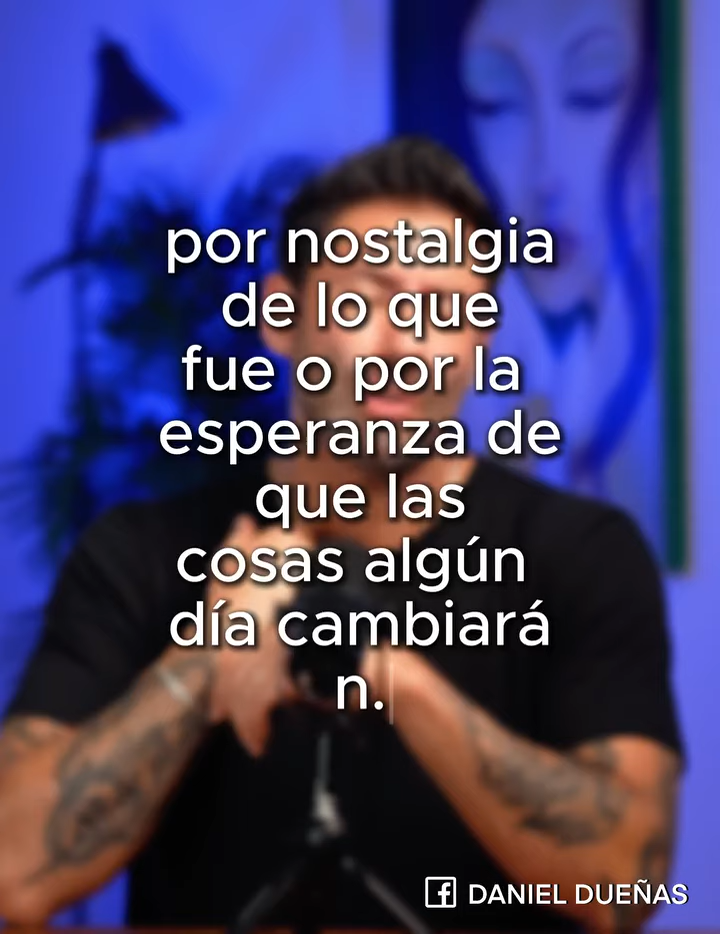 por nostalgia
de lo que
fue o por la
esperanza de
que las
cosas algún
día cambiará
n.
DANIEL DUEÑAS